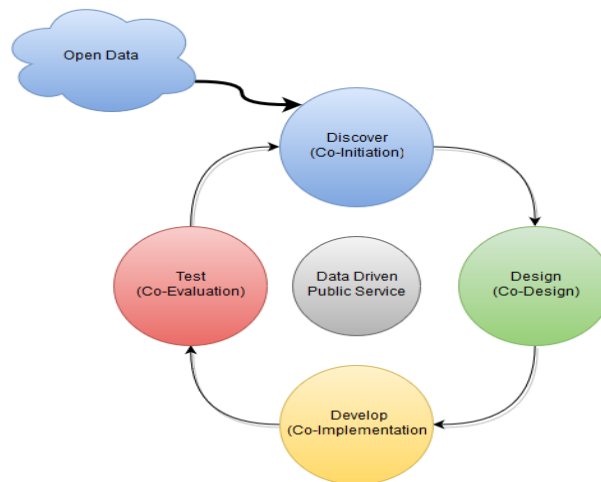 Open Data
Discover
(Co-Initiation)
Test
(Co-Evaluation)
Data Driven
Public Service
Design
(Co-Design)
Develop
(Co-Implementation